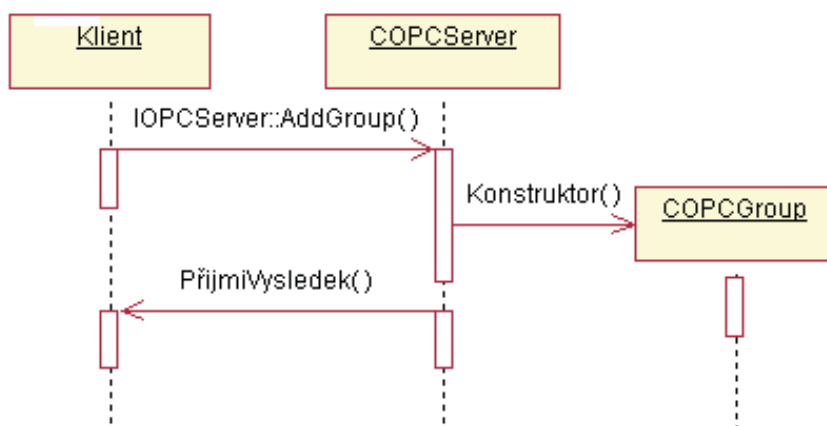 Klient
COPCServer
IOPCServer::AddGroup()
Konstruktor()
COPCGroup
PřijmiVysledek()